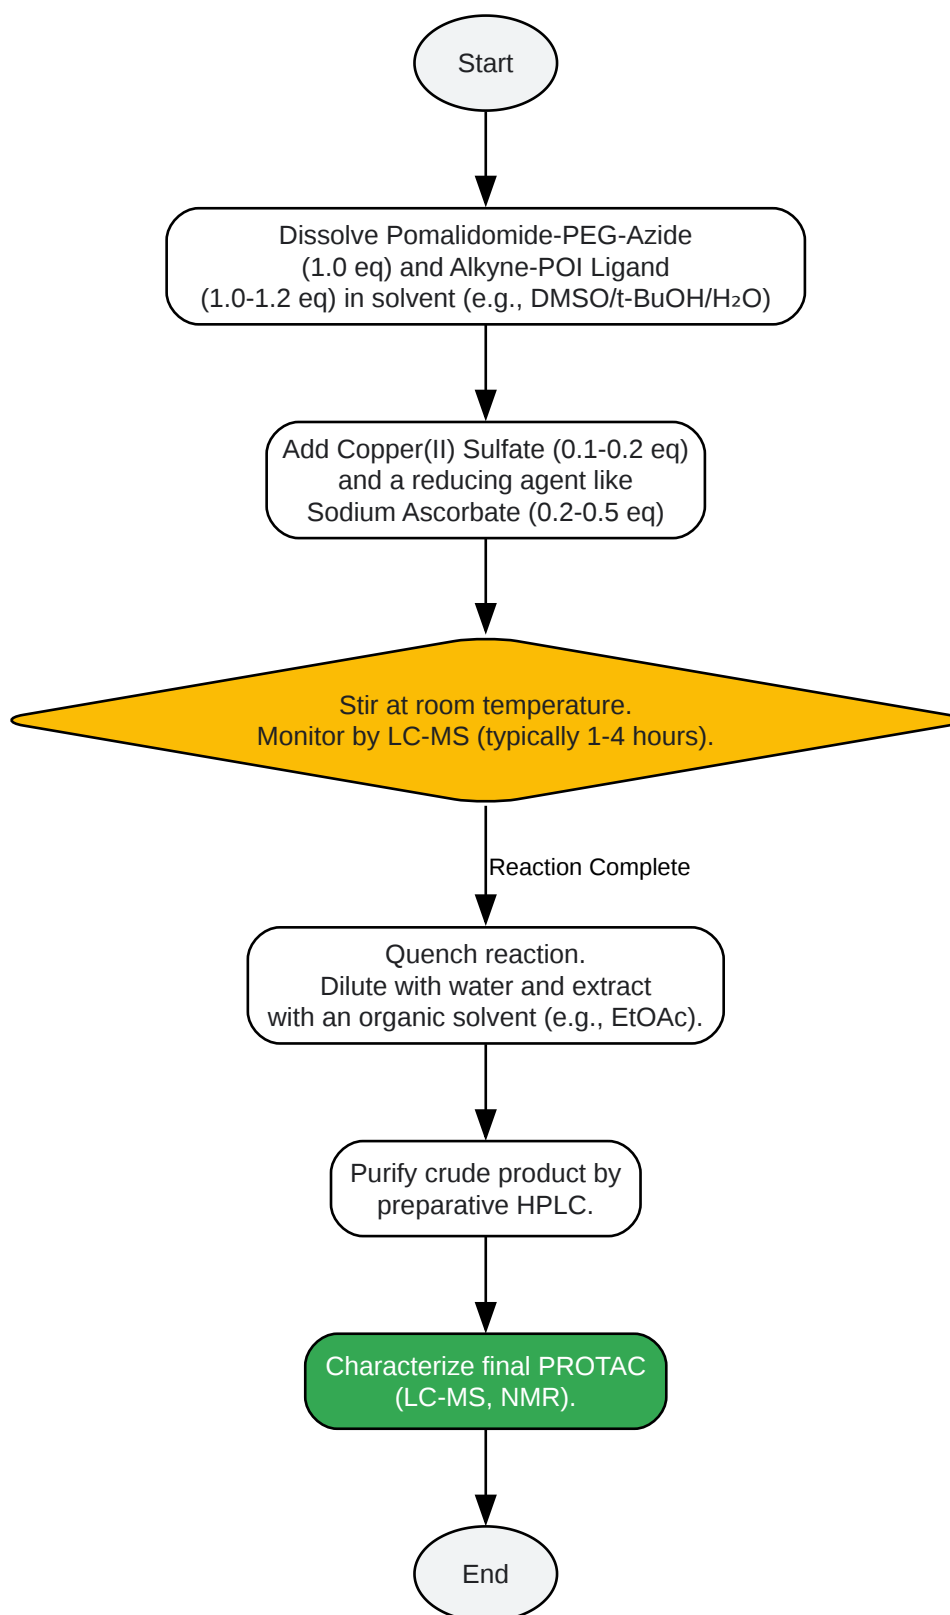 Start
Dissolve Pomalidomide-PEG-Azide
(1.0 eq) and Alkyne-POI Ligand
(1.0-1.2 eq) in solvent (e.g., DMSO/t-BuOH/H₂O)
Add Copper(II) Sulfate (0.1-0.2 eq)
and a reducing agent like
Sodium Ascorbate (0.2-0.5 eq)
Stir at room temperature.
Monitor by LC-MS (typically 1-4 hours).
Reaction Complete
Quench reaction.
Dilute with water and extract
with an organic solvent (e.g., EtOAc).
Purify crude product by
preparative HPLC.
Characterize final PROTAC
(LC-MS, NMR).
End